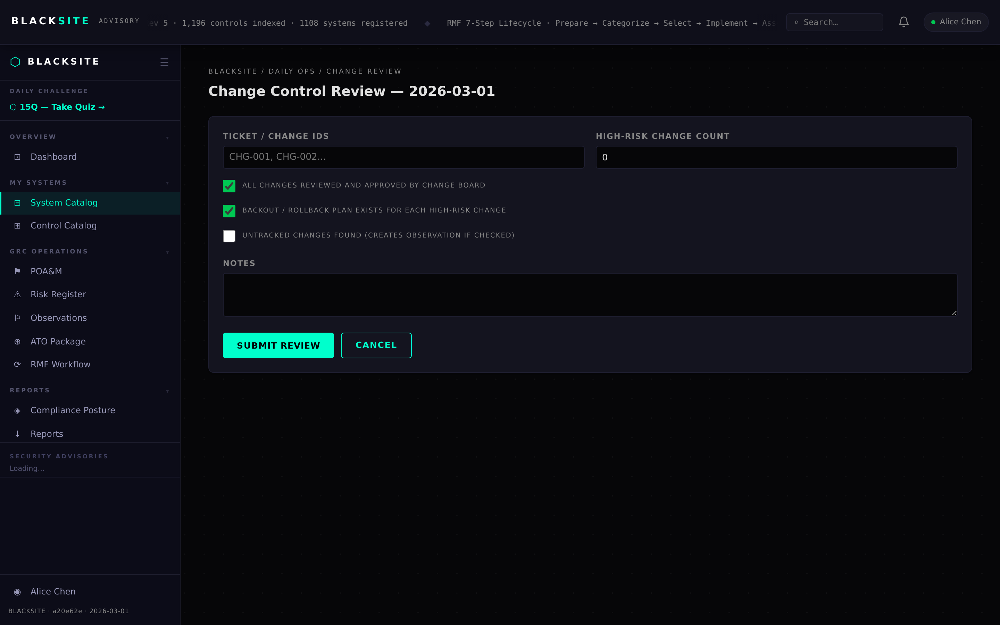 BLACKSITE ADVISORY
5 · 1,196 controls indexed · 1108 systems registered ◆ RMF 7-Step Lifecycle · Prepare → Categorize → Select → Implement →
Search…
Alice Chen
BLACKSITE
DAILY CHALLENGE
15Q — Take Quiz →
OVERVIEW
Dashboard
MY SYSTEMS
System Catalog
Control Catalog
GRC OPERATIONS
POA&M
Risk Register
Observations
ATO Package
RMF Workflow
REPORTS
Compliance Posture
Reports
SECURITY ADVISORIES
Loading…
Alice Chen
BLACKSITE · a20e62e · 2026-03-01
BLACKSITE / DAILY OPS / CHANGE REVIEW
Change Control Review — 2026-03-01
TICKET / CHANGE IDS
CHG-001, CHG-002…
HIGH-RISK CHANGE COUNT
0
ALL CHANGES REVIEWED AND APPROVED BY CHANGE BOARD
BACKOUT / ROLLBACK PLAN EXISTS FOR EACH HIGH-RISK CHANGE
UNTRACKED CHANGES FOUND (CREATES OBSERVATION IF CHECKED)
NOTES
SUBMIT REVIEW
CANCEL